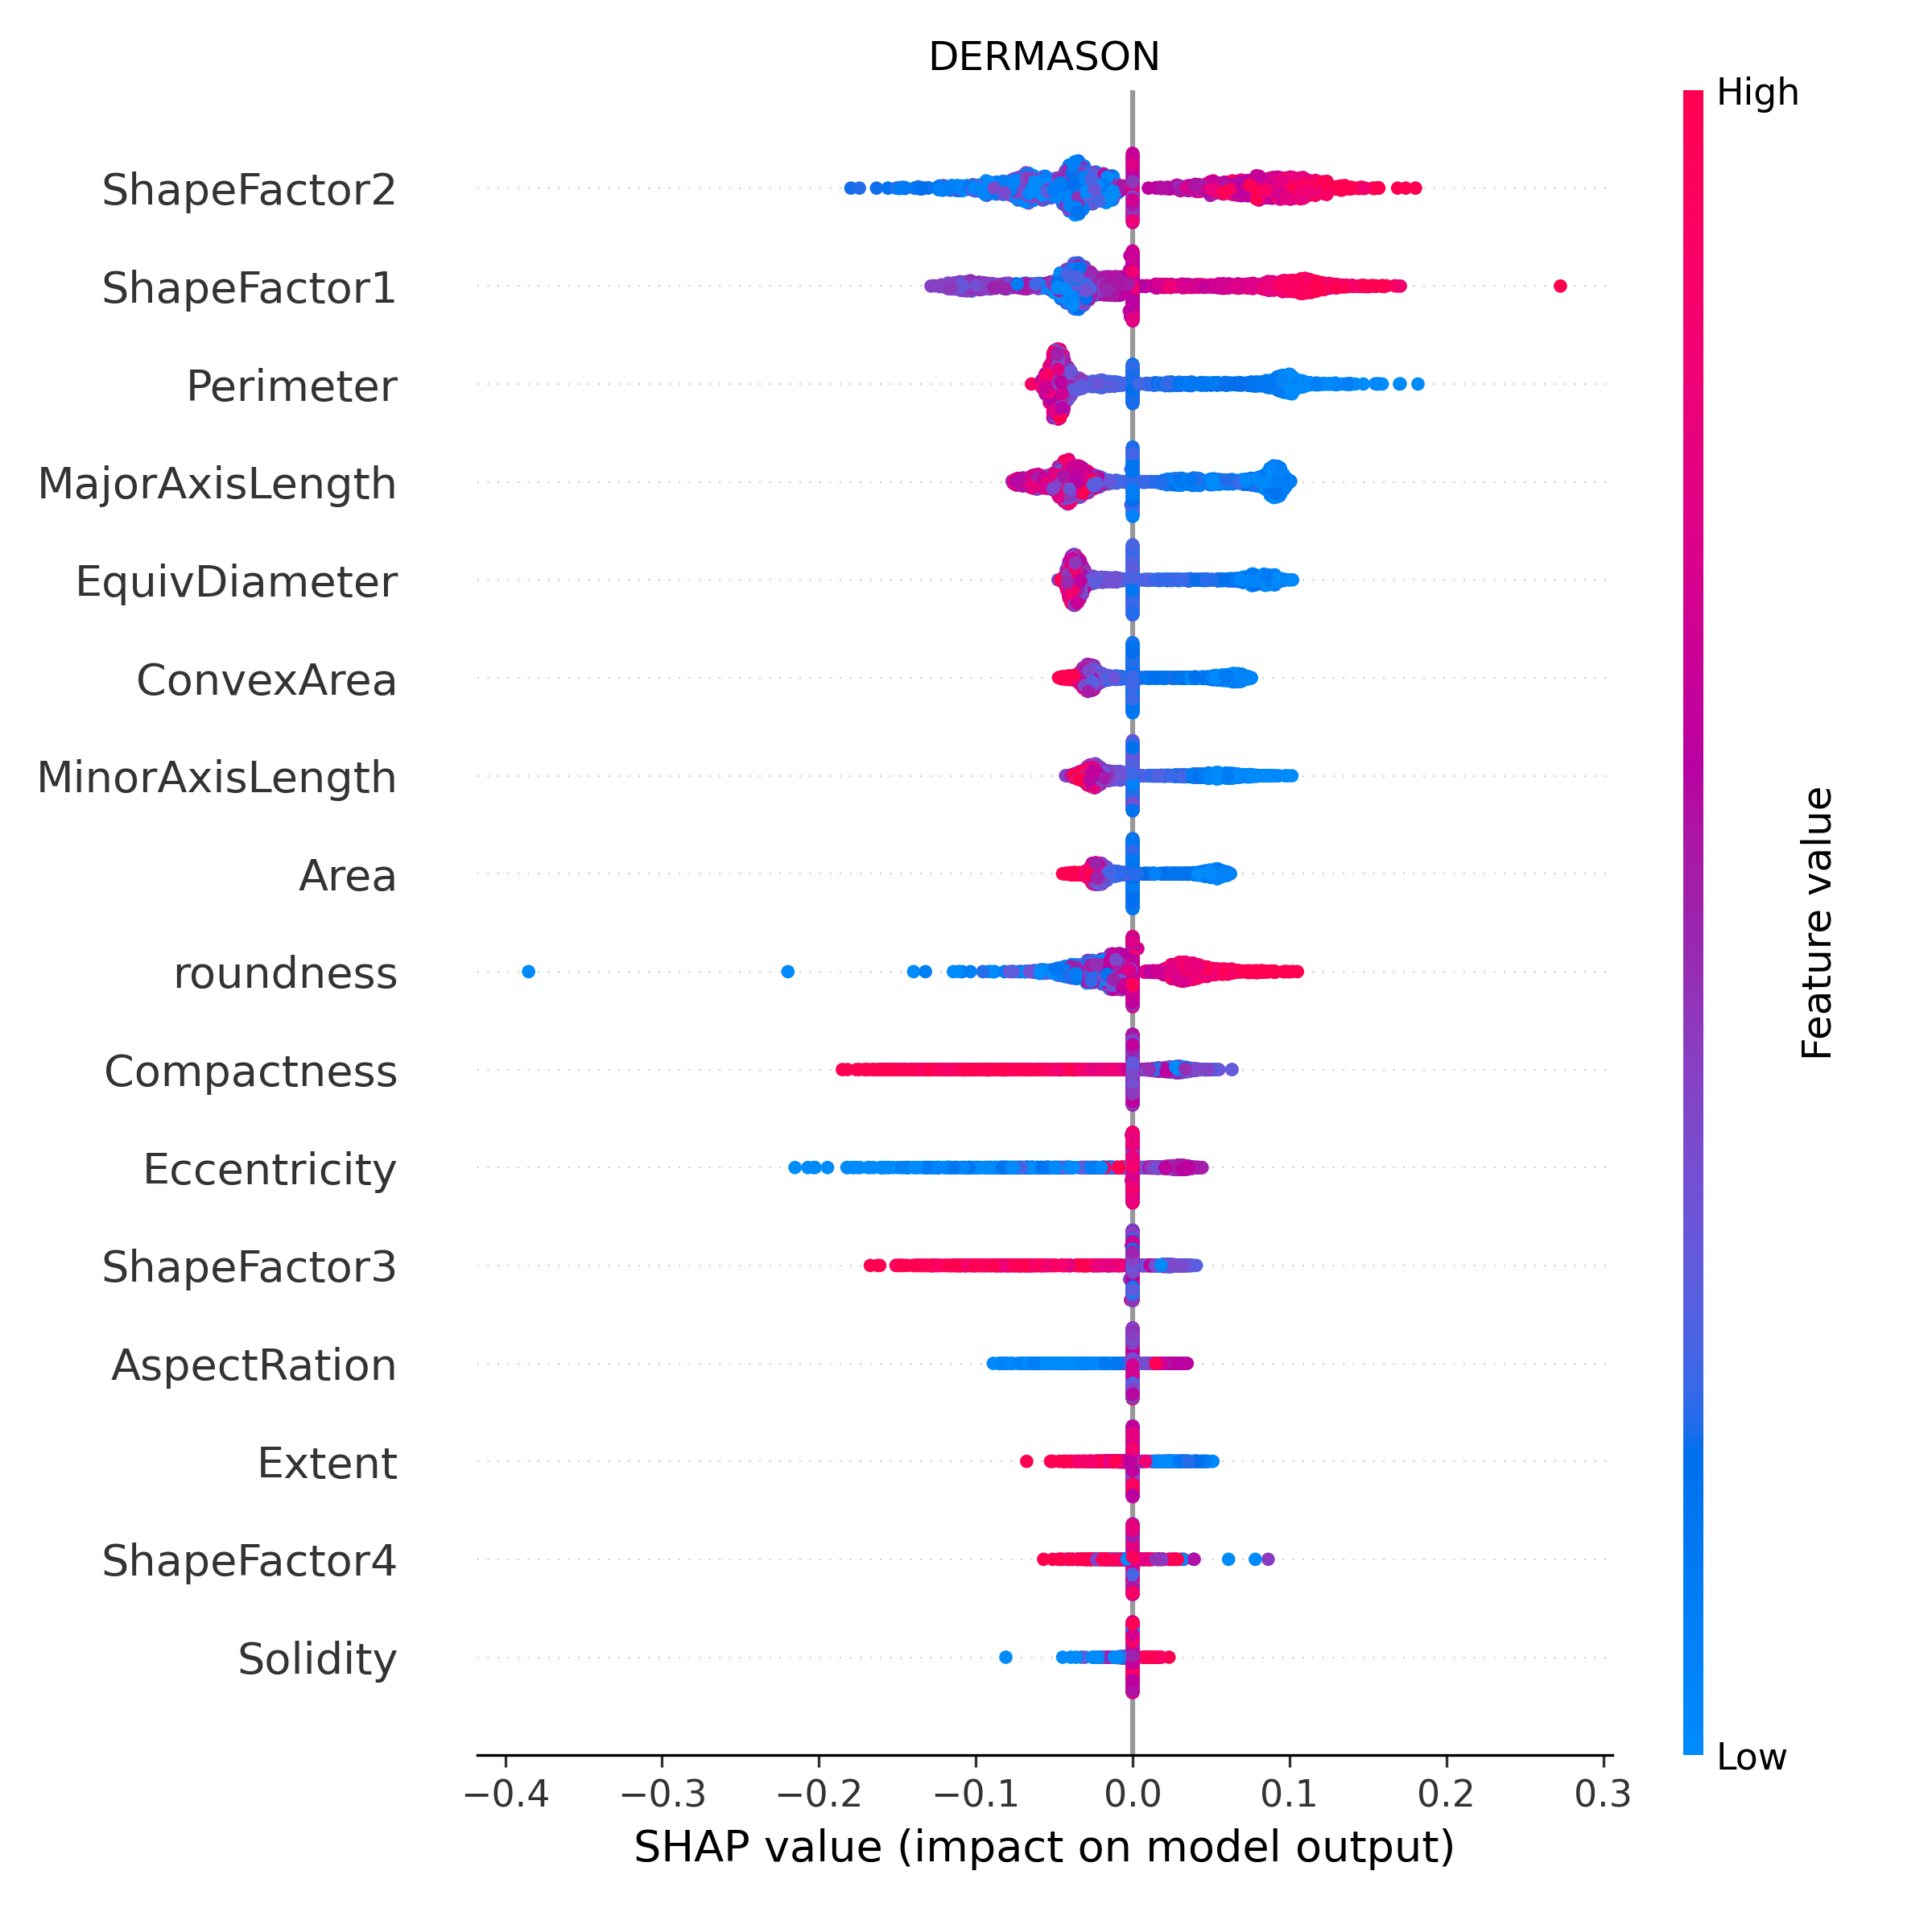 DERMASON
High
ShapeFactor2
ShapeFactor1
Perimeter
MajorAxisLength
EquivDiameter
ConvexArea
MinorAxisLength
Area
roundness
Compactness
Eccentricity
ShapeFactor3
AspectRation
Extent
ShapeFactor4
Solidity
Feature value
Low
−0.4 −0.3 −0.2 −0.1 0.0 0.1 0.2 0.3
SHAP value (impact on model output)